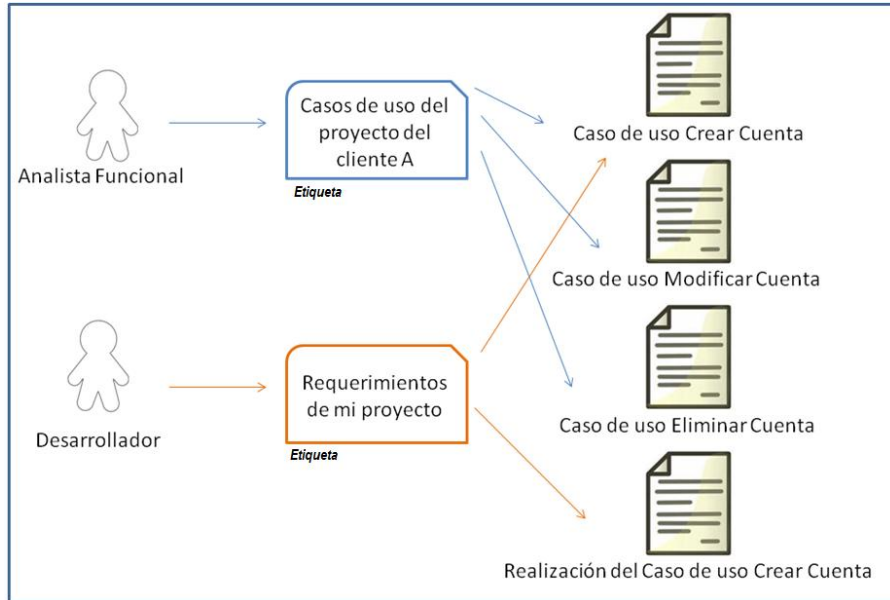 Casos de uso del
proyecto del
cliente A
Etiqueta
Analista Funcional
Caso de uso Crear Cuenta
Caso de uso Modificar Cuenta
Requerimientos
de mi proyecto
Etiqueta
Desarrollador
Caso de uso Eliminar Cuenta
Realización del Caso de uso Crear Cuenta